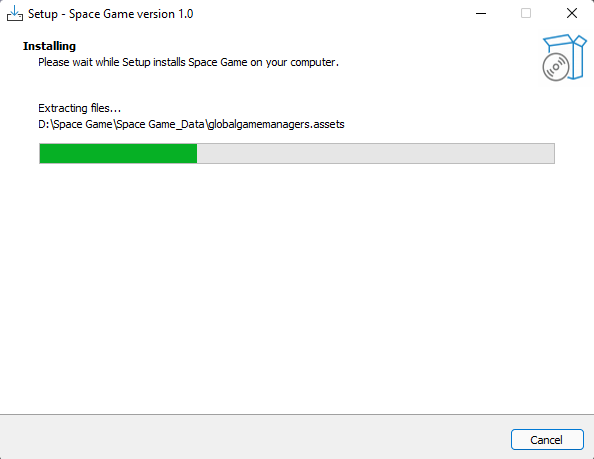 Setup - Space Game version 1.0
Installing
Please wait while Setup installs Space Game on your computer.
Extracting files...
D:\Space Game\Space Game_Data\globalgamemanagers.assets
Cancel